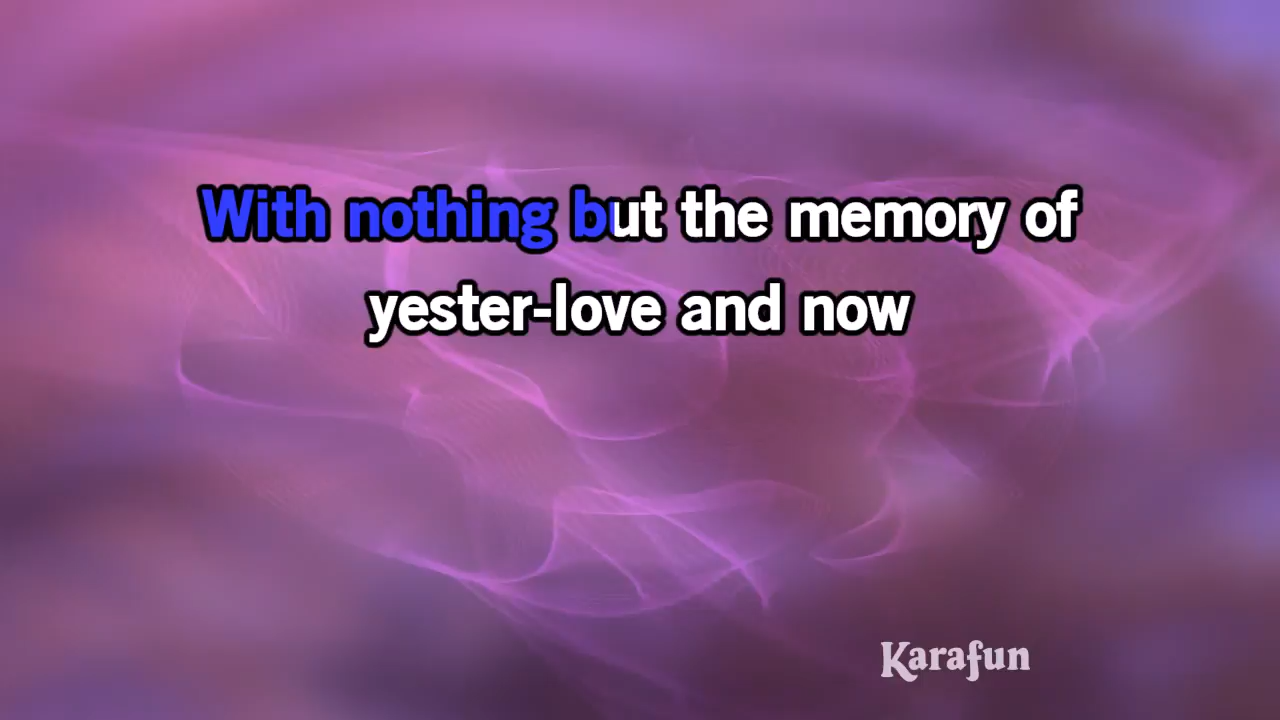 With nothing but the memory of
yester-love and now
Karafun